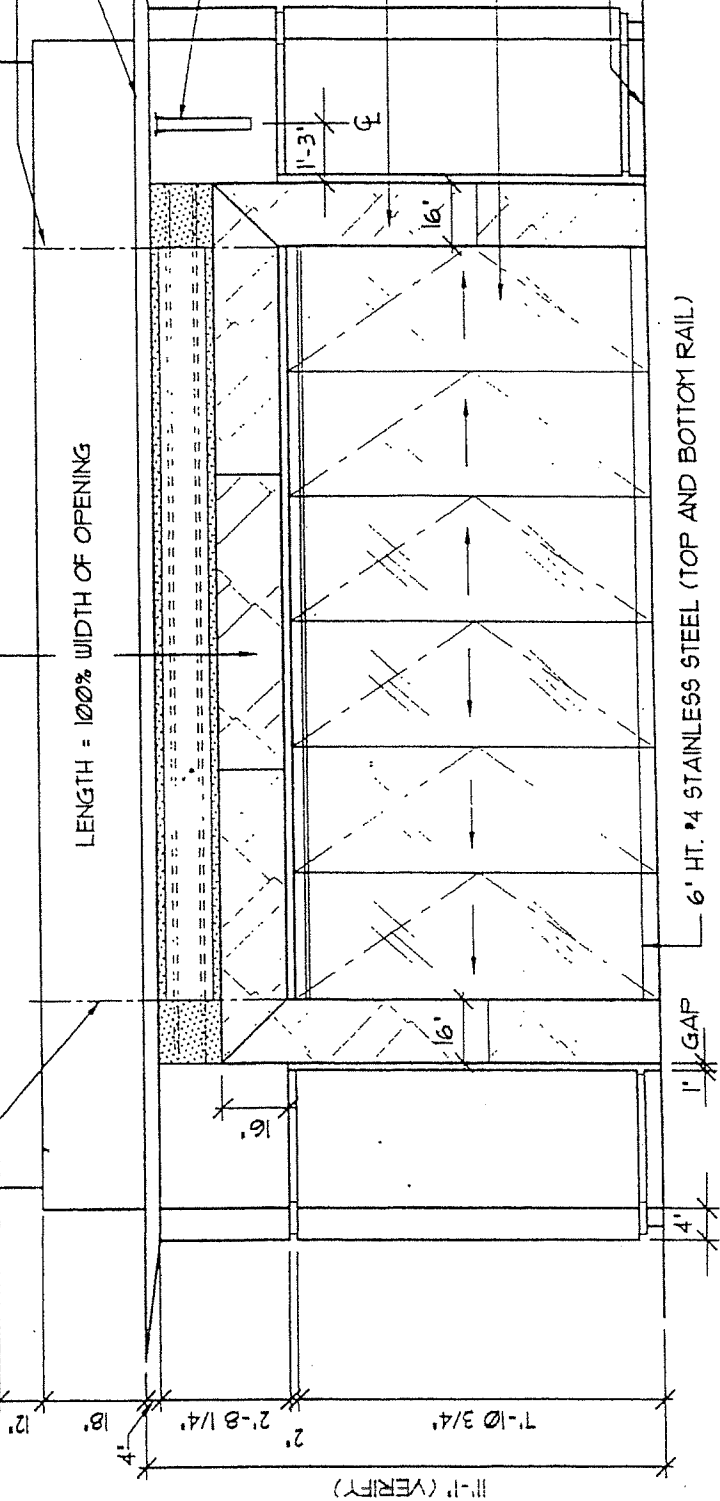 12"
18"
4"
2'-8 1/4"
2"
7'-10 3/4"
11'-1" (VERIFY)
LENGTH = 100% WIDTH OF OPENING
1'-3"
CL
16"
16"
16"
4"
1" GAP
6" HT. #4 STAINLESS STEEL (TOP AND BOTTOM RAIL)